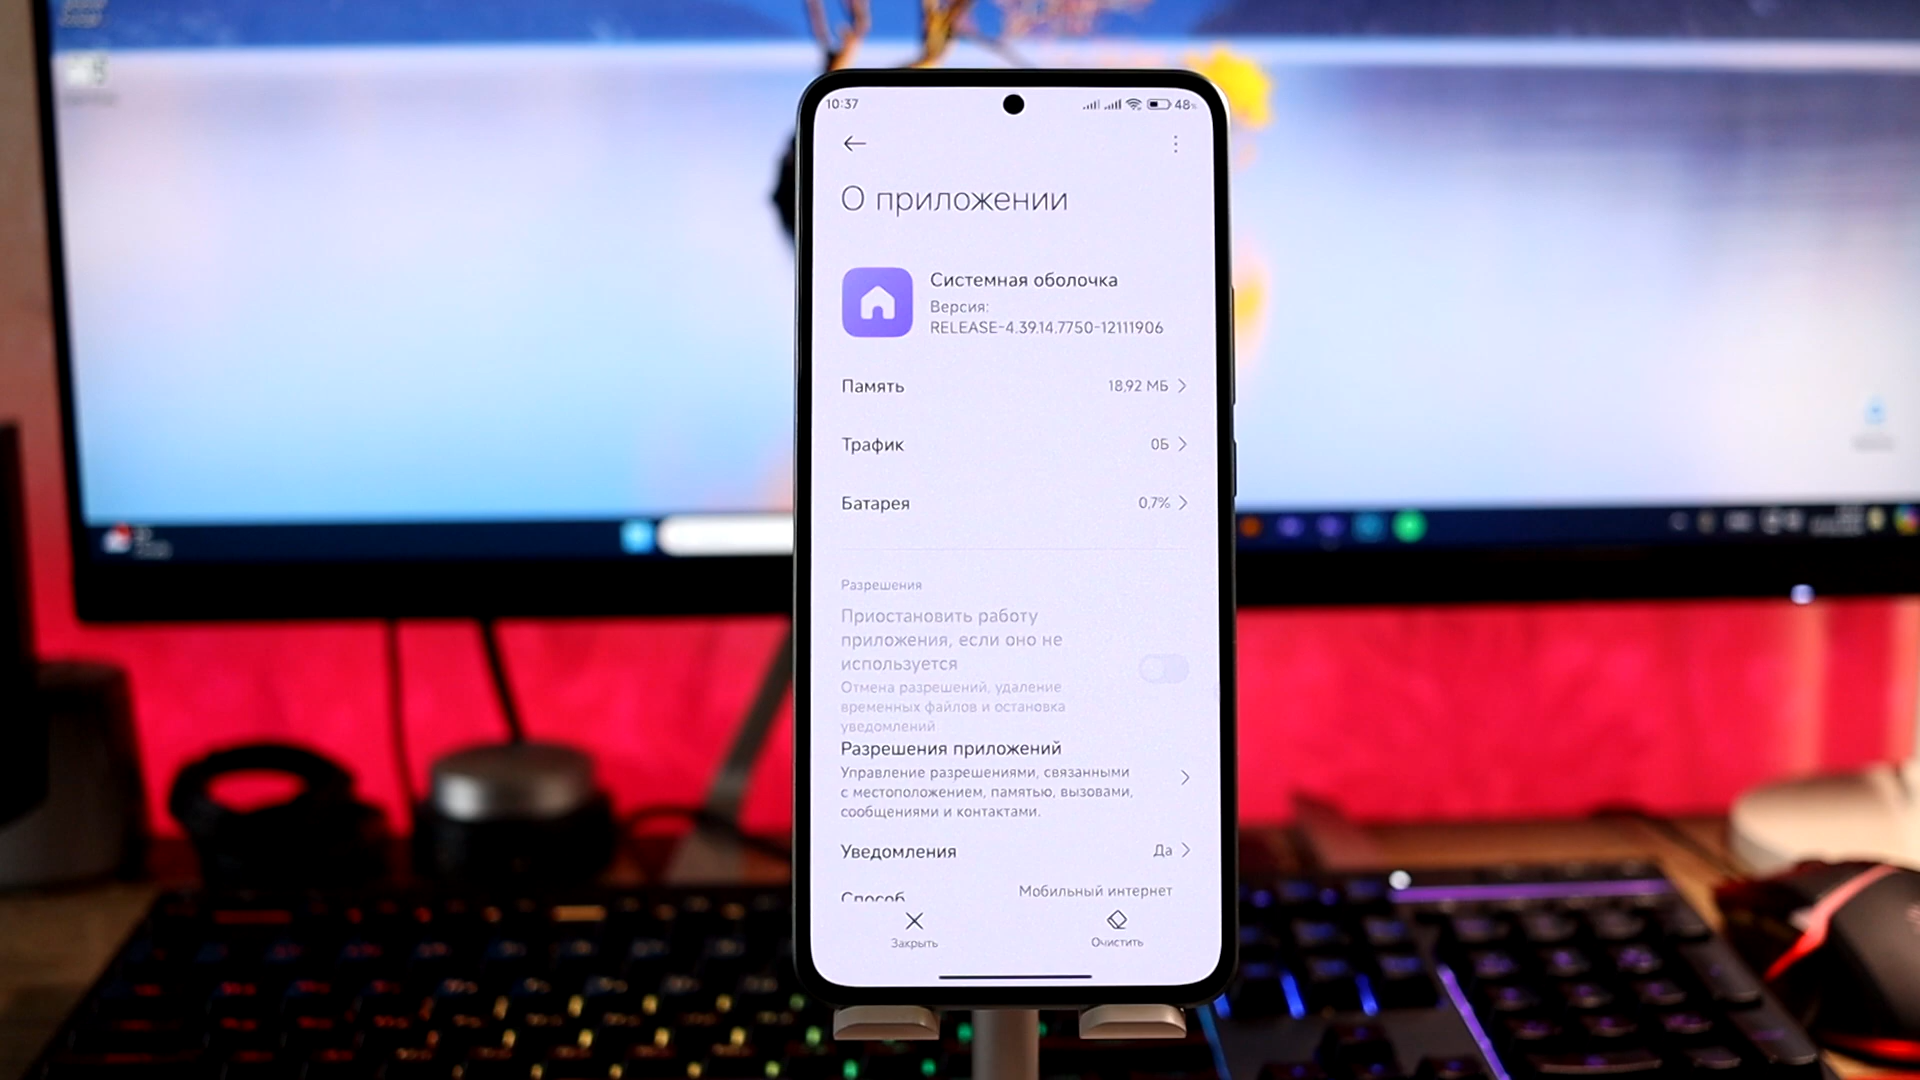 10:37
48%
О приложении
Системная оболочка
Версия:
RELEASE-4.39.14.7750-12111906
Память
18,92 МБ
Трафик
0Б
Батарея
0,7%
Разрешения
Приостановить работу
приложения, если оно не
используется
Отмена разрешений, удаление
временных файлов и остановка
уведомлений
Разрешения приложений
Управление разрешениями, связанными
с местоположением, памятью, вызовами,
сообщениями и контактами.
Уведомления
Да
Мобильный интернет
Способ
Закрыть
Очистить